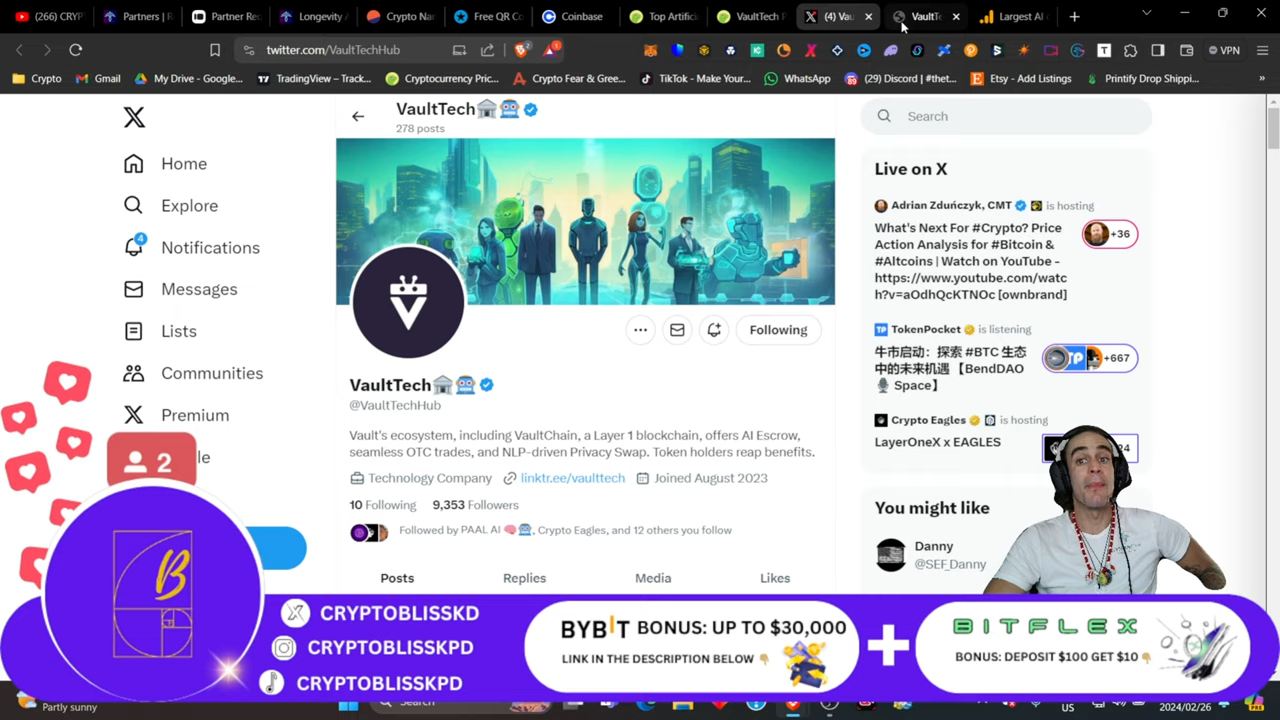 (266) CRYP
Partners | R
Partner Re
Longevity A
Crypto Nar
Free QR Co
Coinbase
Top Artific
VaultTech P
(4) Vau
VaultTe
Largest AI
twitter.com/VaultTechHub
VPN
Crypto
Gmail
My Drive - Google...
TradingView – Track...
Cryptocurrency Pric...
Crypto Fear & Gree...
TikTok - Make Your...
WhatsApp
(29) Discord | #thet...
Etsy - Add Listings
Printify Drop Shippi...
VaultTech
278 posts
Search
Home
Explore
4
Notifications
Messages
Lists
Communities
Premium
le
2
Following
VaultTech
@VaultTechHub
Vault's ecosystem, including VaultChain, a Layer 1 blockchain, offers AI Escrow,
seamless OTC trades, and NLP-driven Privacy Swap. Token holders reap benefits.
Technology Company
linktr.ee/vaulttech
Joined August 2023
10 Following
9,353 Followers
Followed by PAAL AI, Crypto Eagles, and 12 others you follow
Posts
Replies
Media
Likes
Live on X
Adrian Zduńczyk, CMT is hosting
What's Next For #Crypto? Price
Action Analysis for #Bitcoin &
#Altcoins | Watch on YouTube -
https://www.youtube.com/watc
h?v=aOdhQcKTNOc [ownbrand]
+36
TokenPocket is listening
牛市启动：探索 #BTC 生态
中的未来机遇 【BendDAO
Space】
+667
Crypto Eagles is hosting
LayerOneX x EAGLES
You might like
Danny
@SEF_Danny
B
CRYPTOBLISSKD
CRYPTOBLISSKPD
CRYPTOBLISSKPD
BYBIT BONUS: UP TO $30,000
LINK IN THE DESCRIPTION BELOW
BITFLEX
BONUS: DEPOSIT $100 GET $10
Partly sunny
Search
US
2024/02/26